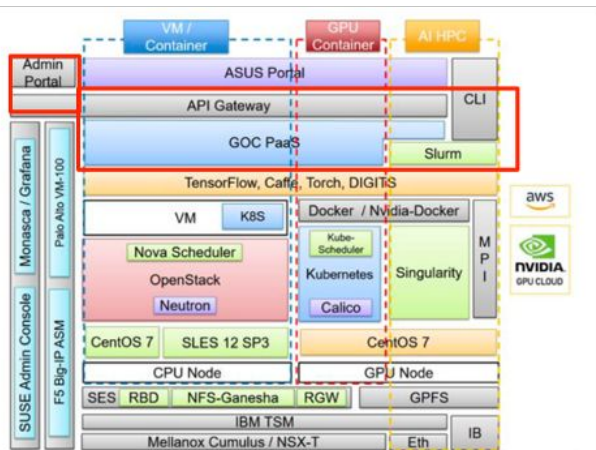 VM /
Container
GPU
Container
AI HPC
Admin
Portal
ASUS Portal
CLI
API Gateway
GOC PaaS
Slurm
TensorFlow, Caffe, Torch, DIGITS
Monasca / Grafana
Palo Alto VM-100
VM
K8S
Docker / Nvidia-Docker
MPI
Nova Scheduler
OpenStack
Neutron
Kube-
Scheduler
Kubernetes
Calico
Singularity
aws
NVIDIA
GPU CLOUD
SUSE Admin Console
F5 Big-IP ASM
CentOS 7
SLES 12 SP3
CentOS 7
CPU Node
GPU Node
SES
RBD
NFS-Ganesha
RGW
GPFS
IBM TSM
Mellanox Cumulus / NSX-T
Eth
IB